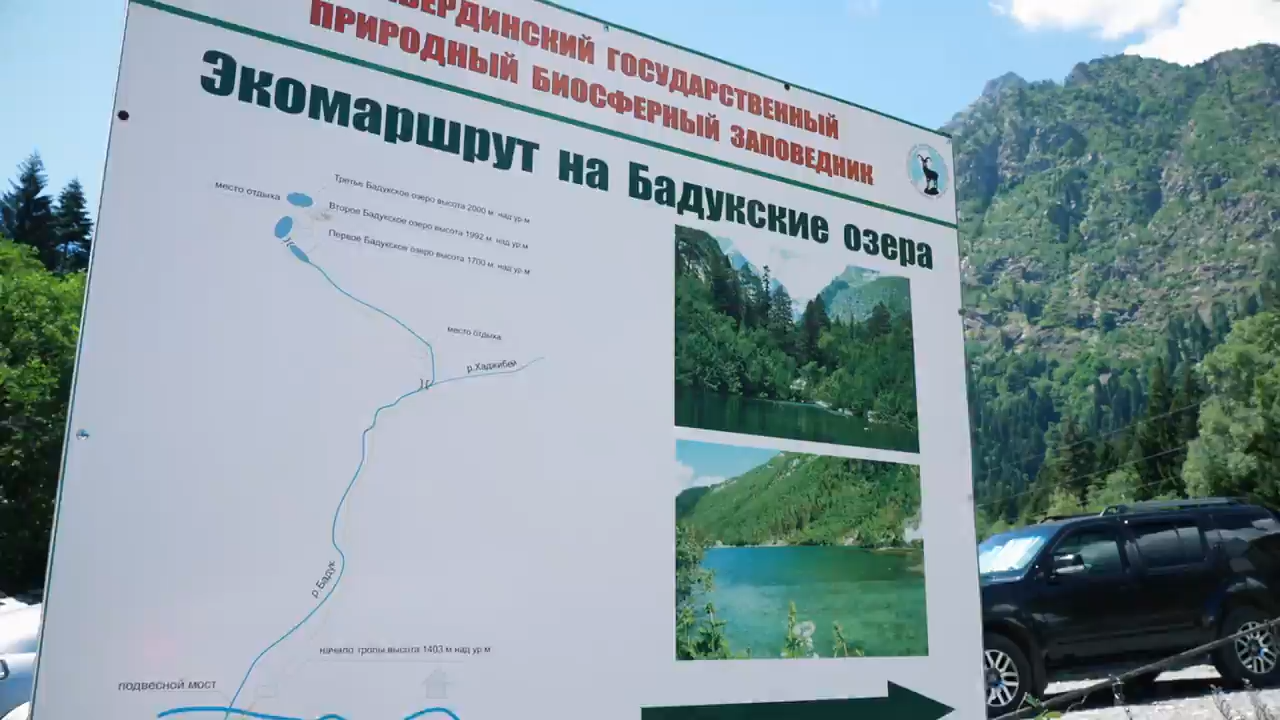 БЕРДИНСКИЙ ГОСУДАРСТВЕННЫЙ
ПРИРОДНЫЙ БИОСФЕРНЫЙ ЗАПОВЕДНИК
Экомаршрут на Бадукские озера
место отдыха
Третье Бадукское озеро высота 2000 м. над ур.м
Второе Бадукское озеро высота 1992 м. над ур.м
Первое Бадукское озеро высота 1700 м. над ур.м
место отдыха
р.Хаджибей
р.Бадук
начало тропы высота 1403 м над ур м
подвесной мост